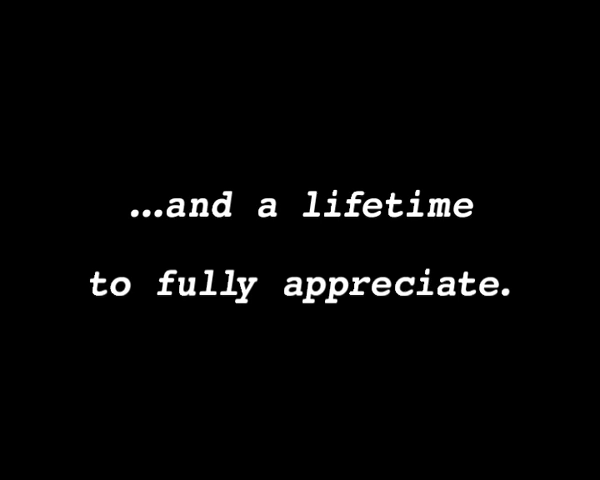 ...and a lifetime
to fully appreciate.